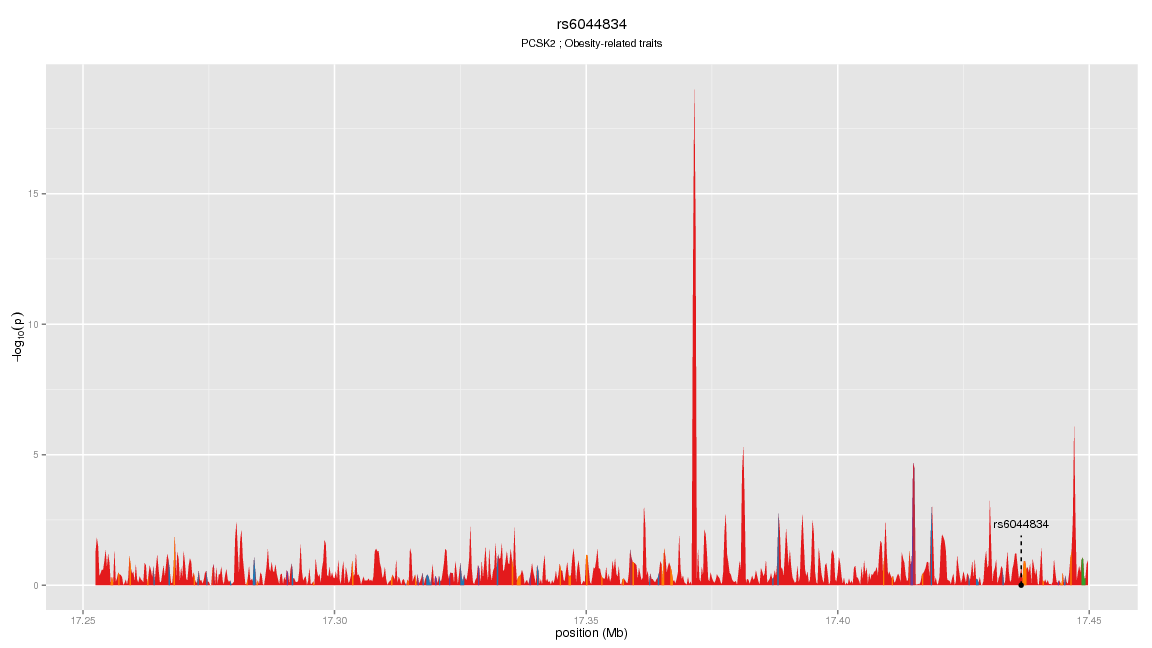 rs6044834
PCSK2 ; Obesity-related traits
−log10(p)
15
10
5
0
rs6044834
17.25
17.30
17.35
17.40
17.45
position (Mb)